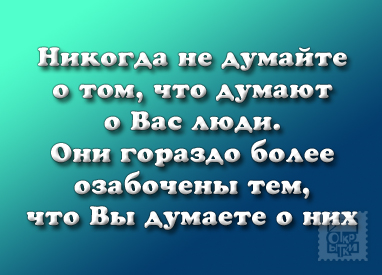 Никогда не думайте
о том, что думают
о Вас люди.
Они гораздо более
озабочены тем,
что Вы думаете о них